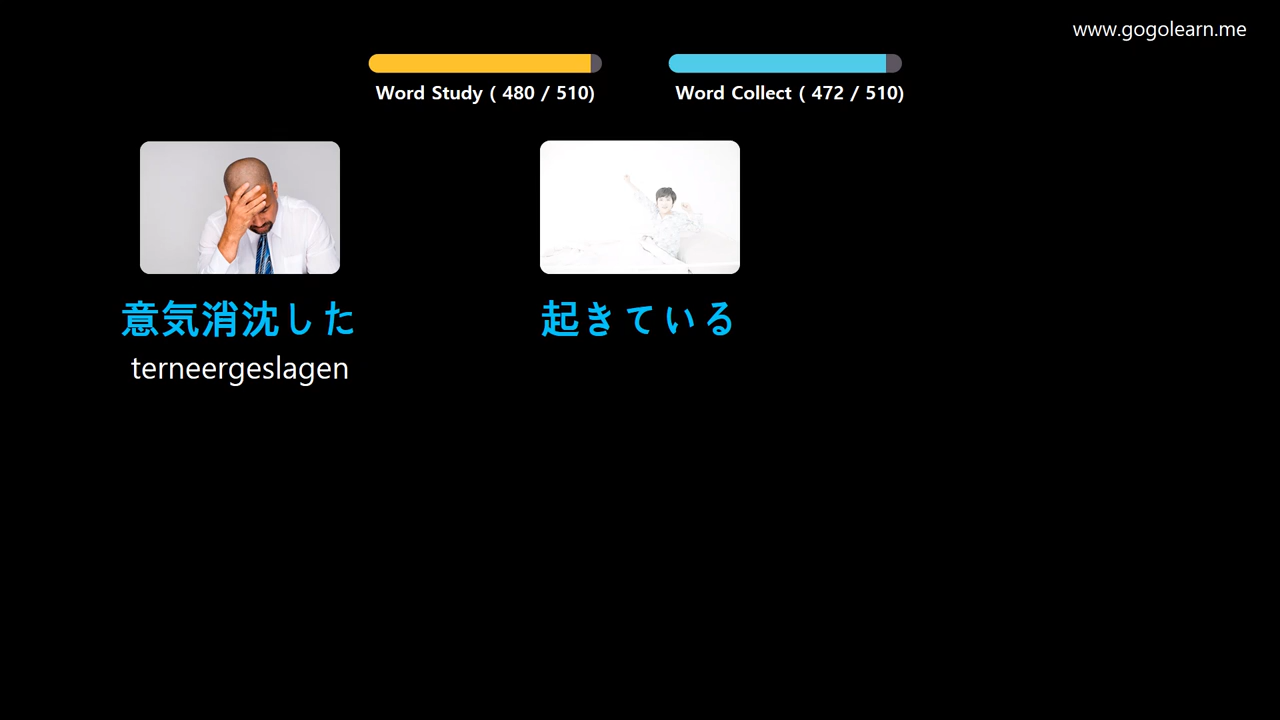 www.gogolearn.me
Word Study ( 480 / 510)
Word Collect ( 472 / 510)
意気消沈した
terneergeslagen
起きている